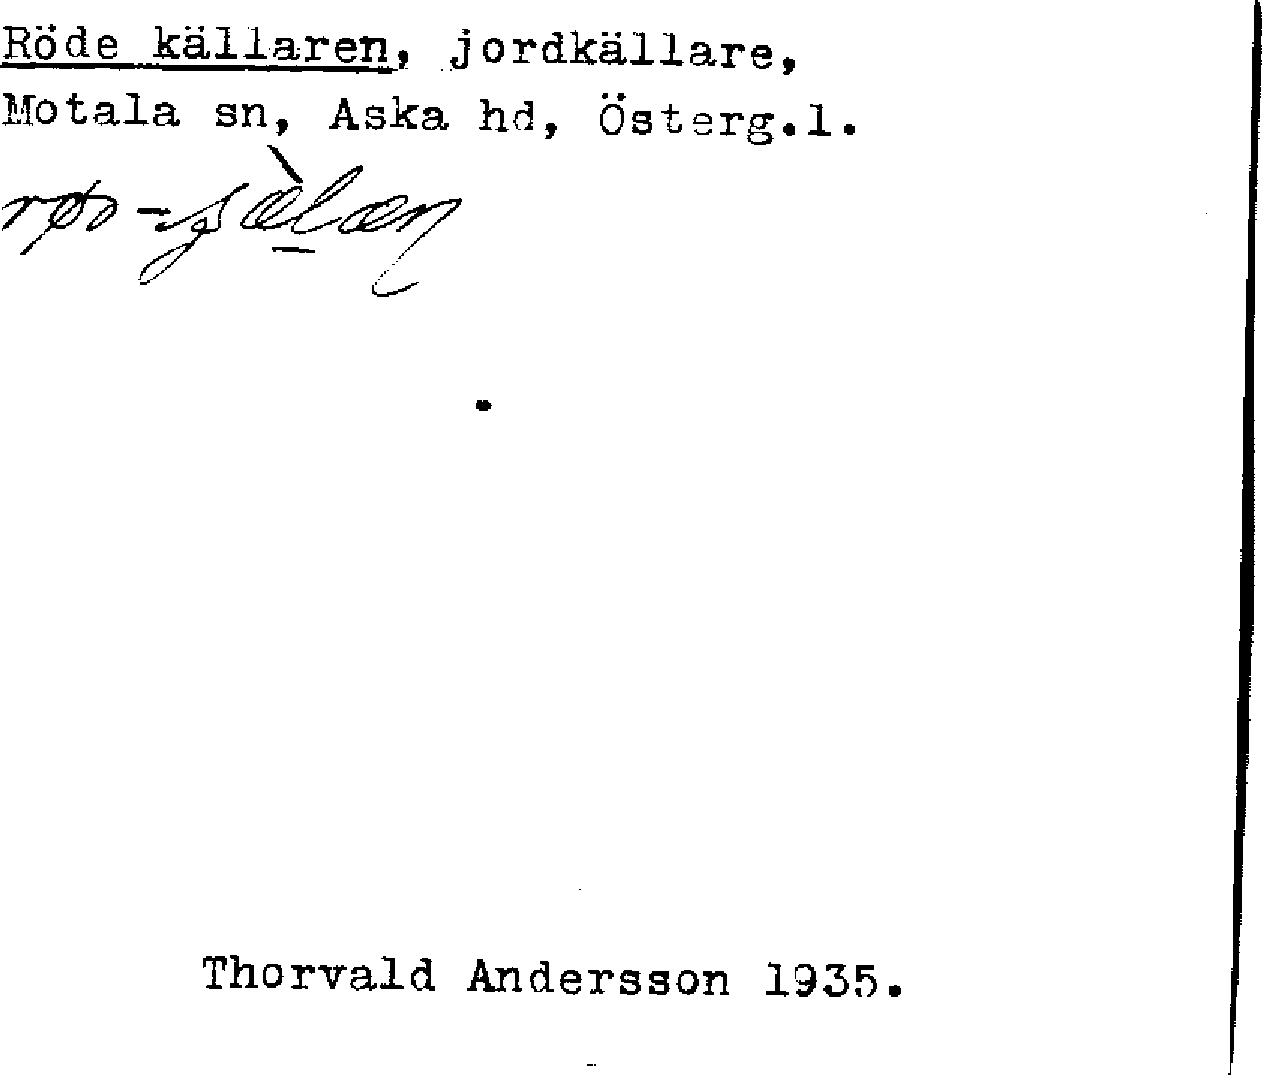 Röde källaren, jordkällare,
Motala sn, Aska hd, Österg.l.
Thorvald Andersson 1935.